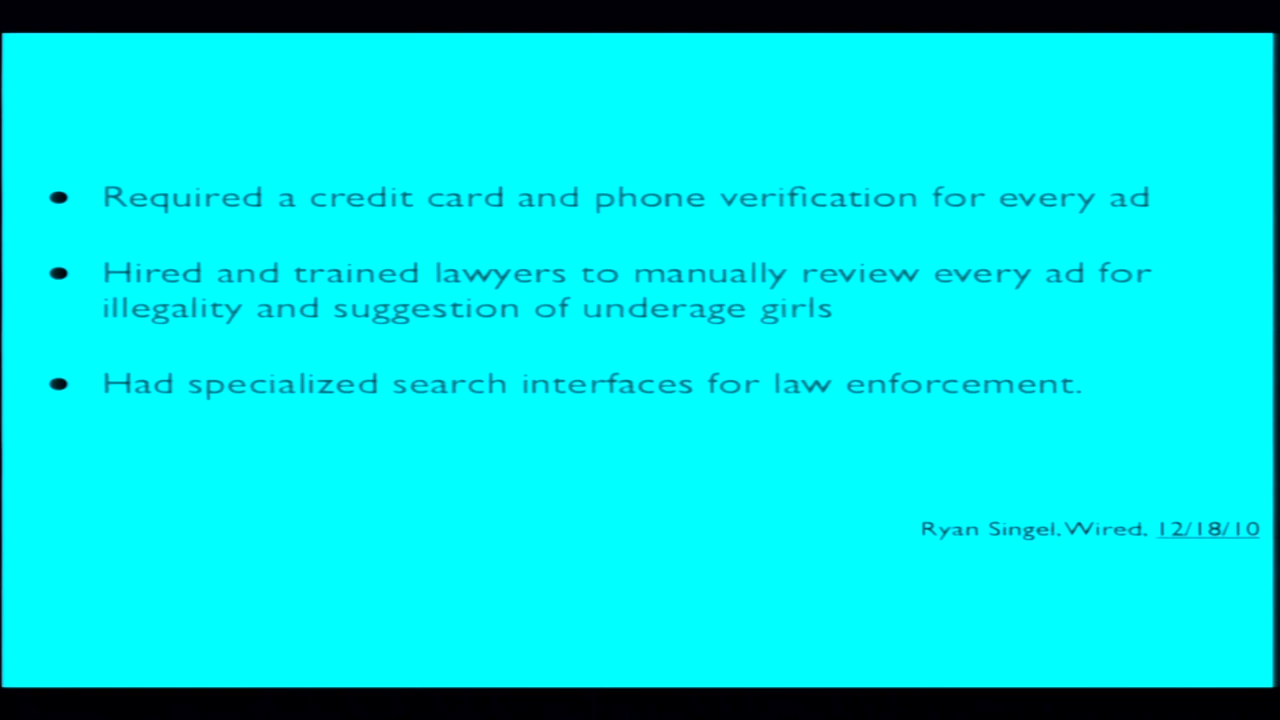 • Required a credit card and phone verification for every ad
• Hired and trained lawyers to manually review every ad for
illegality and suggestion of underage girls
• Had specialized search interfaces for law enforcement.
Ryan Singel, Wired, 12/18/10